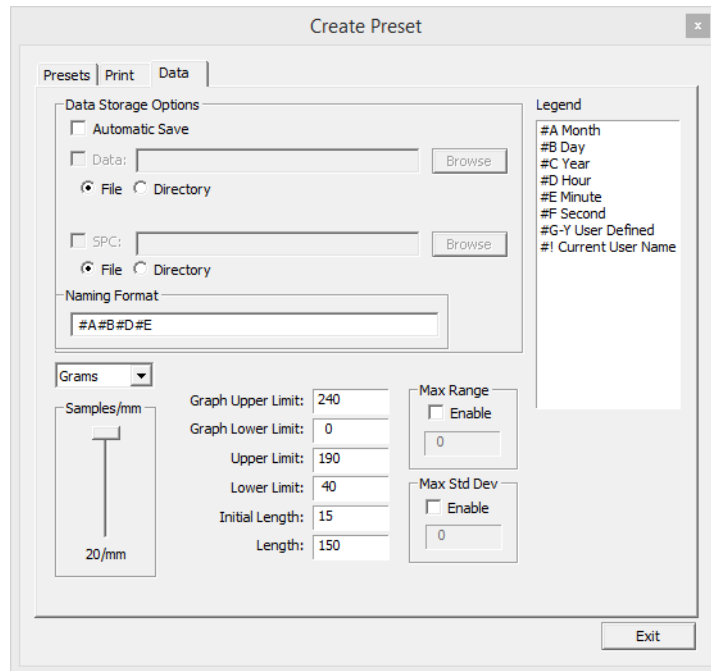 Create Preset
x
Presets Print Data
Data Storage Options
Automatic Save
Data: Browse
File Directory
SPC: Browse
File Directory
Naming Format
#A#B#D#E
Legend
#A Month
#B Day
#C Year
#D Hour
#E Minute
#F Second
#G-Y User Defined
#! Current User Name
Grams
Samples/mm
20/mm
Graph Upper Limit: 240
Graph Lower Limit: 0
Upper Limit: 190
Lower Limit: 40
Initial Length: 15
Length: 150
Max Range
Enable
0
Max Std Dev
Enable
0
Exit